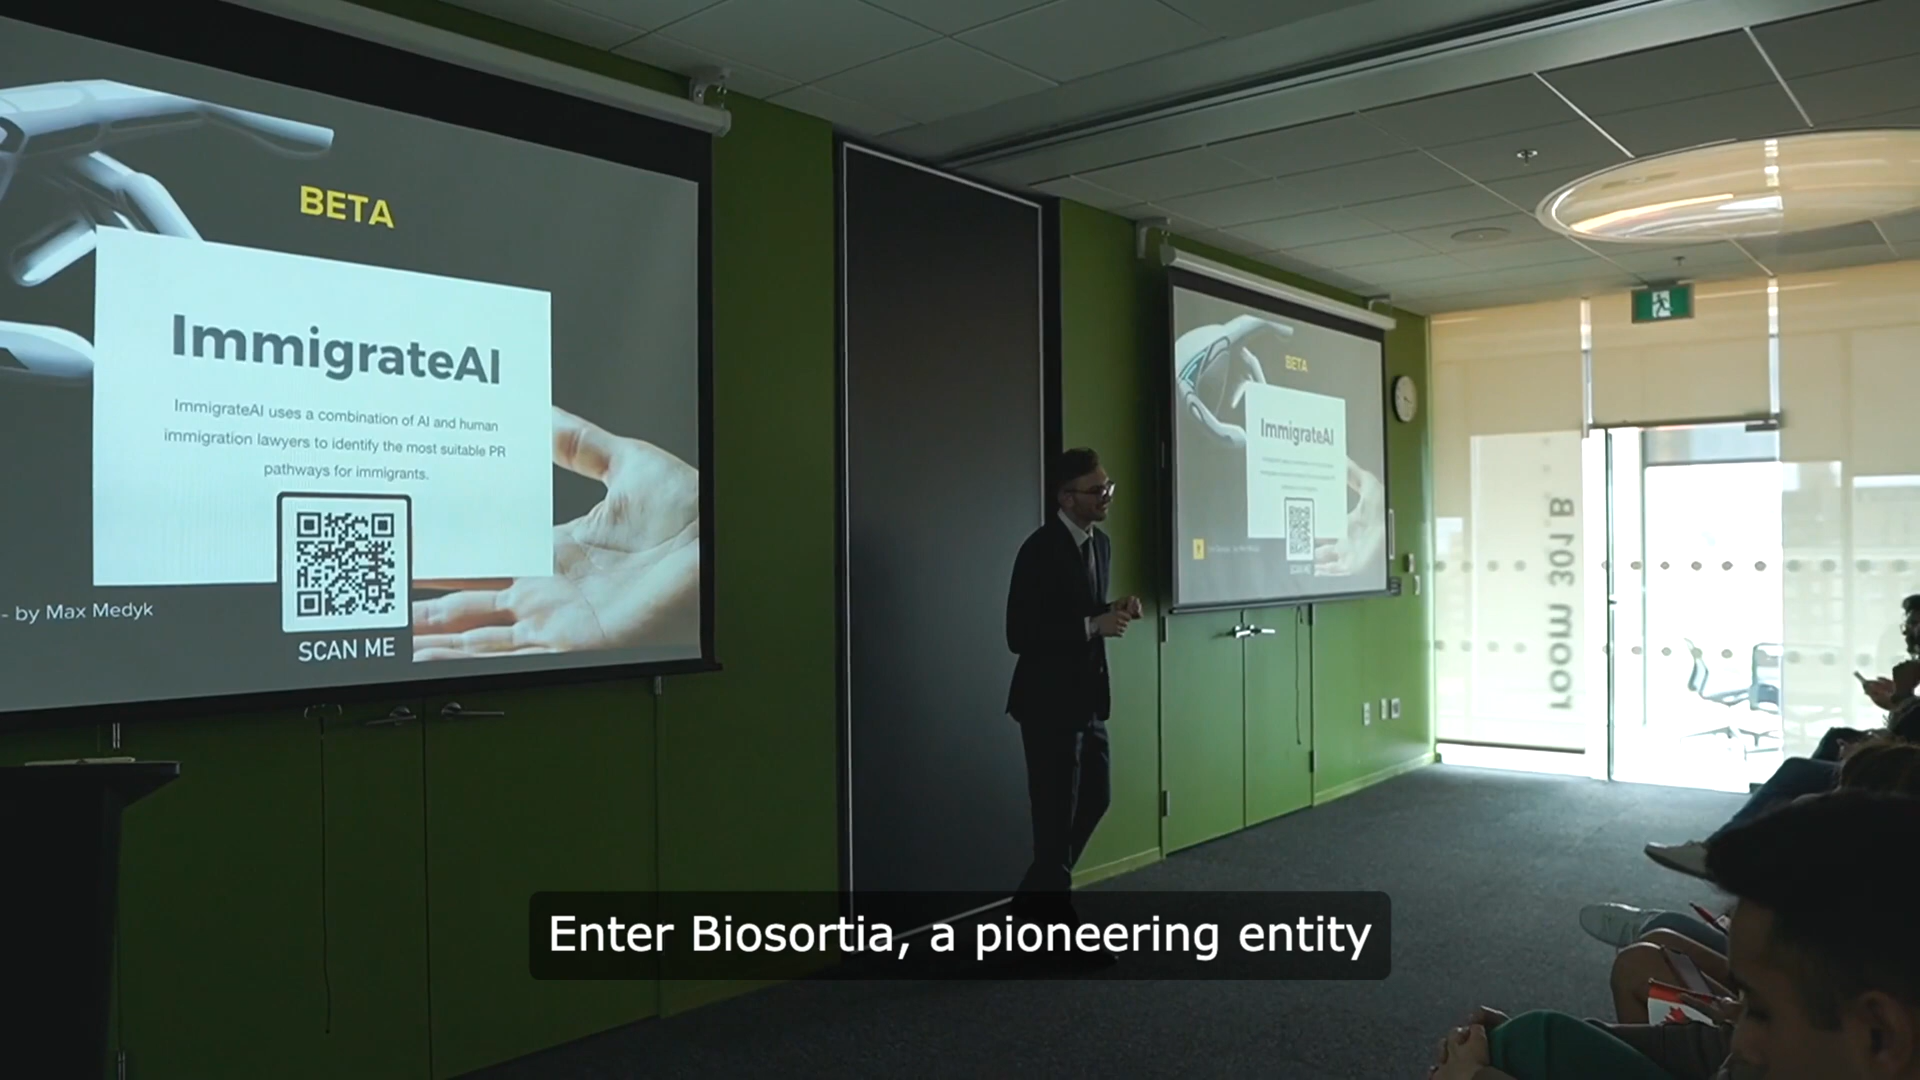 BETA
ImmigrateAI
ImmigrateAI uses a combination of AI and human
immigration lawyers to identify the most suitable PR
pathways for immigrants.
- by Max Medyk
SCAN ME
BETA
ImmigrateAI
SCAN ME
room 301 B
Enter Biosortia, a pioneering entity